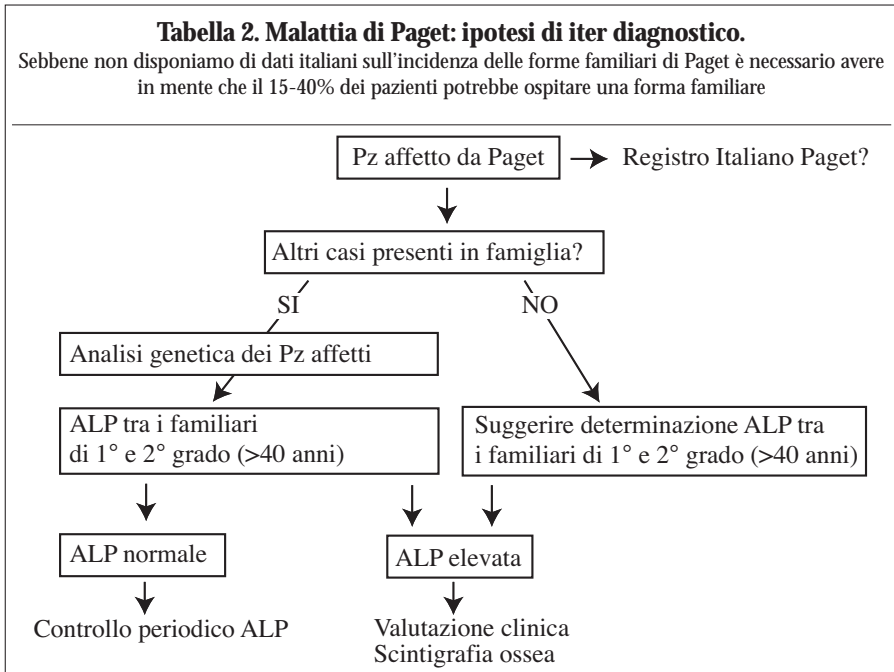 Tabella 2. Malattia di Paget: ipotesi di iter diagnostico.
Sebbene non disponiamo di dati italiani sull'incidenza delle forme familiari di Paget è necessario avere
in mente che il 15-40% dei pazienti potrebbe ospitare una forma familiare
Pz affetto da Paget
Registro Italiano Paget?
Altri casi presenti in famiglia?
SI
NO
Analisi genetica dei Pz affetti
ALP tra i familiari
di 1° e 2° grado (>40 anni)
Suggerire determinazione ALP tra
i familiari di 1° e 2° grado (>40 anni)
ALP normale
ALP elevata
Controllo periodico ALP
Valutazione clinica
Scintigrafia ossea